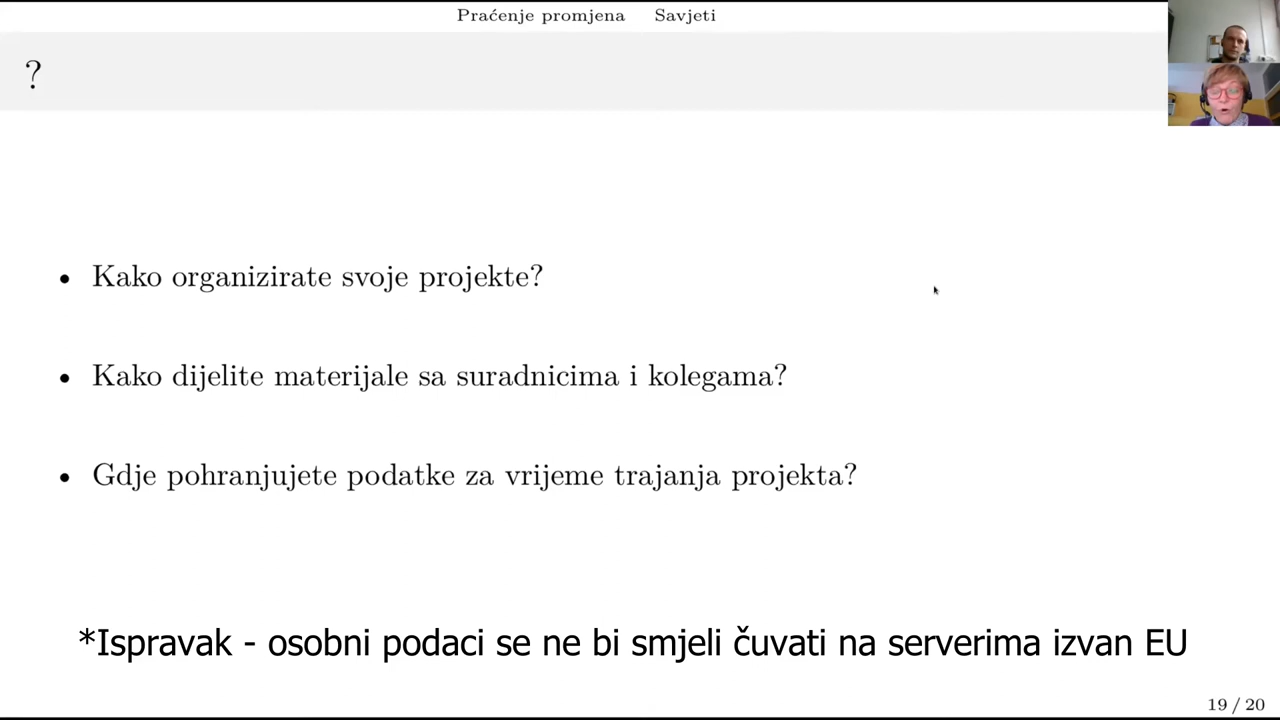 Praćenje promjena Savjeti
?
• Kako organizirate svoje projekte?
• Kako dijelite materijale sa suradnicima i kolegama?
• Gdje pohranjujete podatke za vrijeme trajanja projekta?
*Ispravak - osobni podaci se ne bi smjeli čuvati na serverima izvan EU
19 / 20